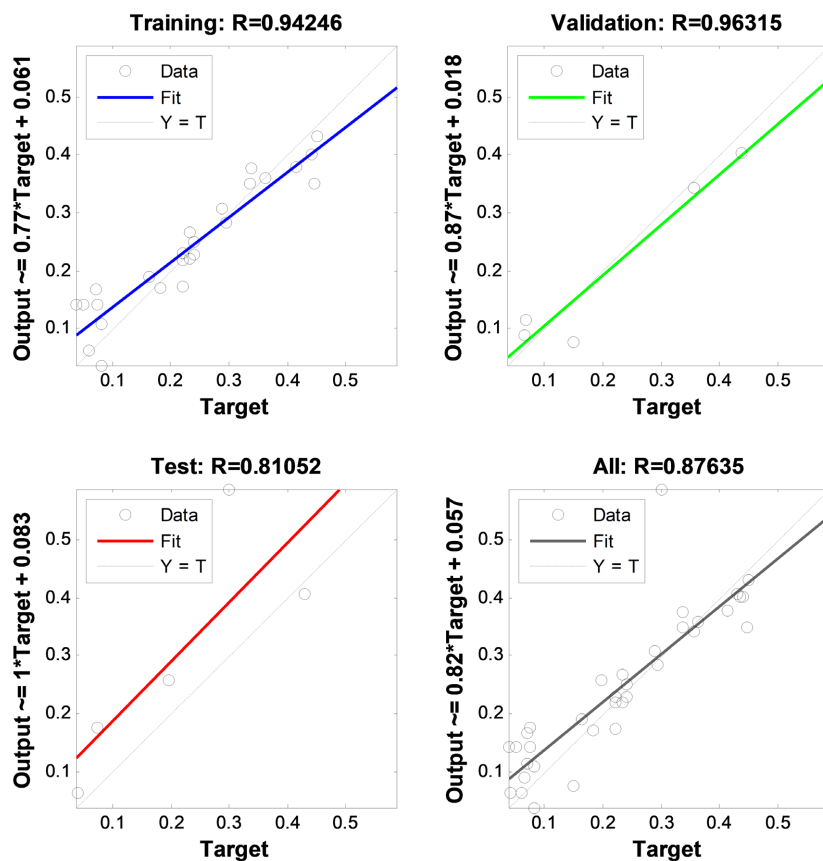 Training: R=0.94246
Output ~= 0.77*Target + 0.061
Data
Fit
Y = T
0.5
0.4
0.3
0.2
0.1
0.1 0.2 0.3 0.4 0.5
Target
Validation: R=0.96315
Output ~= 0.87*Target + 0.018
Data
Fit
Y = T
0.5
0.4
0.3
0.2
0.1
0.1 0.2 0.3 0.4 0.5
Target
Test: R=0.81052
Output ~= 1*Target + 0.083
Data
Fit
Y = T
0.5
0.4
0.3
0.2
0.1
0.1 0.2 0.3 0.4 0.5
Target
All: R=0.87635
Output ~= 0.82*Target + 0.057
Data
Fit
Y = T
0.5
0.4
0.3
0.2
0.1
0.1 0.2 0.3 0.4 0.5
Target